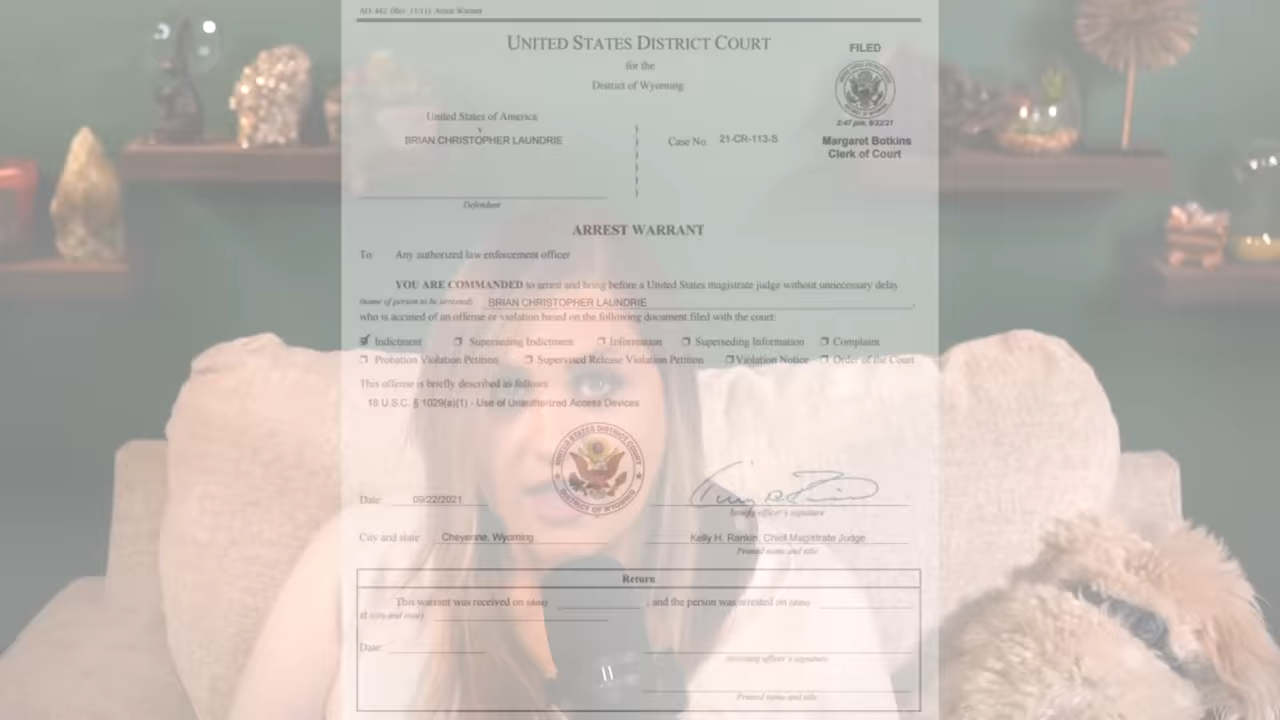 AO 442 (Rev. 11/11) Arrest Warrant
UNITED STATES DISTRICT COURT
for the
District of Wyoming
FILED
2:47 pm, 9/22/21
Margaret Botkins
Clerk of Court
United States of America
v
BRIAN CHRISTOPHER LAUNDRIE
Case No. 21-CR-113-S
Defendant
ARREST WARRANT
To: Any authorized law enforcement officer
YOU ARE COMMANDED to arrest and bring before a United States magistrate judge without unnecessary delay
(name of person to be arrested) BRIAN CHRISTOPHER LAUNDRIE
who is accused of an offense or violation based on the following document filed with the court:
Indictment Superseding Indictment Information Superseding Information Complaint
Probation Violation Petition Supervised Release Violation Petition Violation Notice Order of the Court
This offense is briefly described as follows
18 U.S.C. § 1029(a)(1) - Use of Unauthorized Access Devices
UNITED STATES DISTRICT COURT
DISTRICT OF WYOMING
Date: 09/22/2021
Issuing officer's signature
City and state: Cheyenne, Wyoming
Kelly H. Rankin, Chief Magistrate Judge
Printed name and title
Return
This warrant was received on (date) , and the person was arrested on (date)
at (city and state)
Date:
Arresting officer's signature
Printed name and title